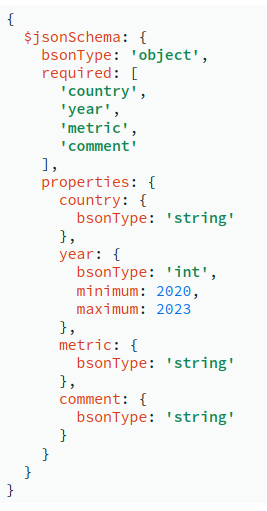 {
  $jsonSchema: {
    bsonType: 'object',
    required: [
      'country',
      'year',
      'metric',
      'comment'
    ],
    properties: {
      country: {
        bsonType: 'string'
      },
      year: {
        bsonType: 'int',
        minimum: 2020,
        maximum: 2023
      },
      metric: {
        bsonType: 'string'
      },
      comment: {
        bsonType: 'string'
      }
    }
  }
}